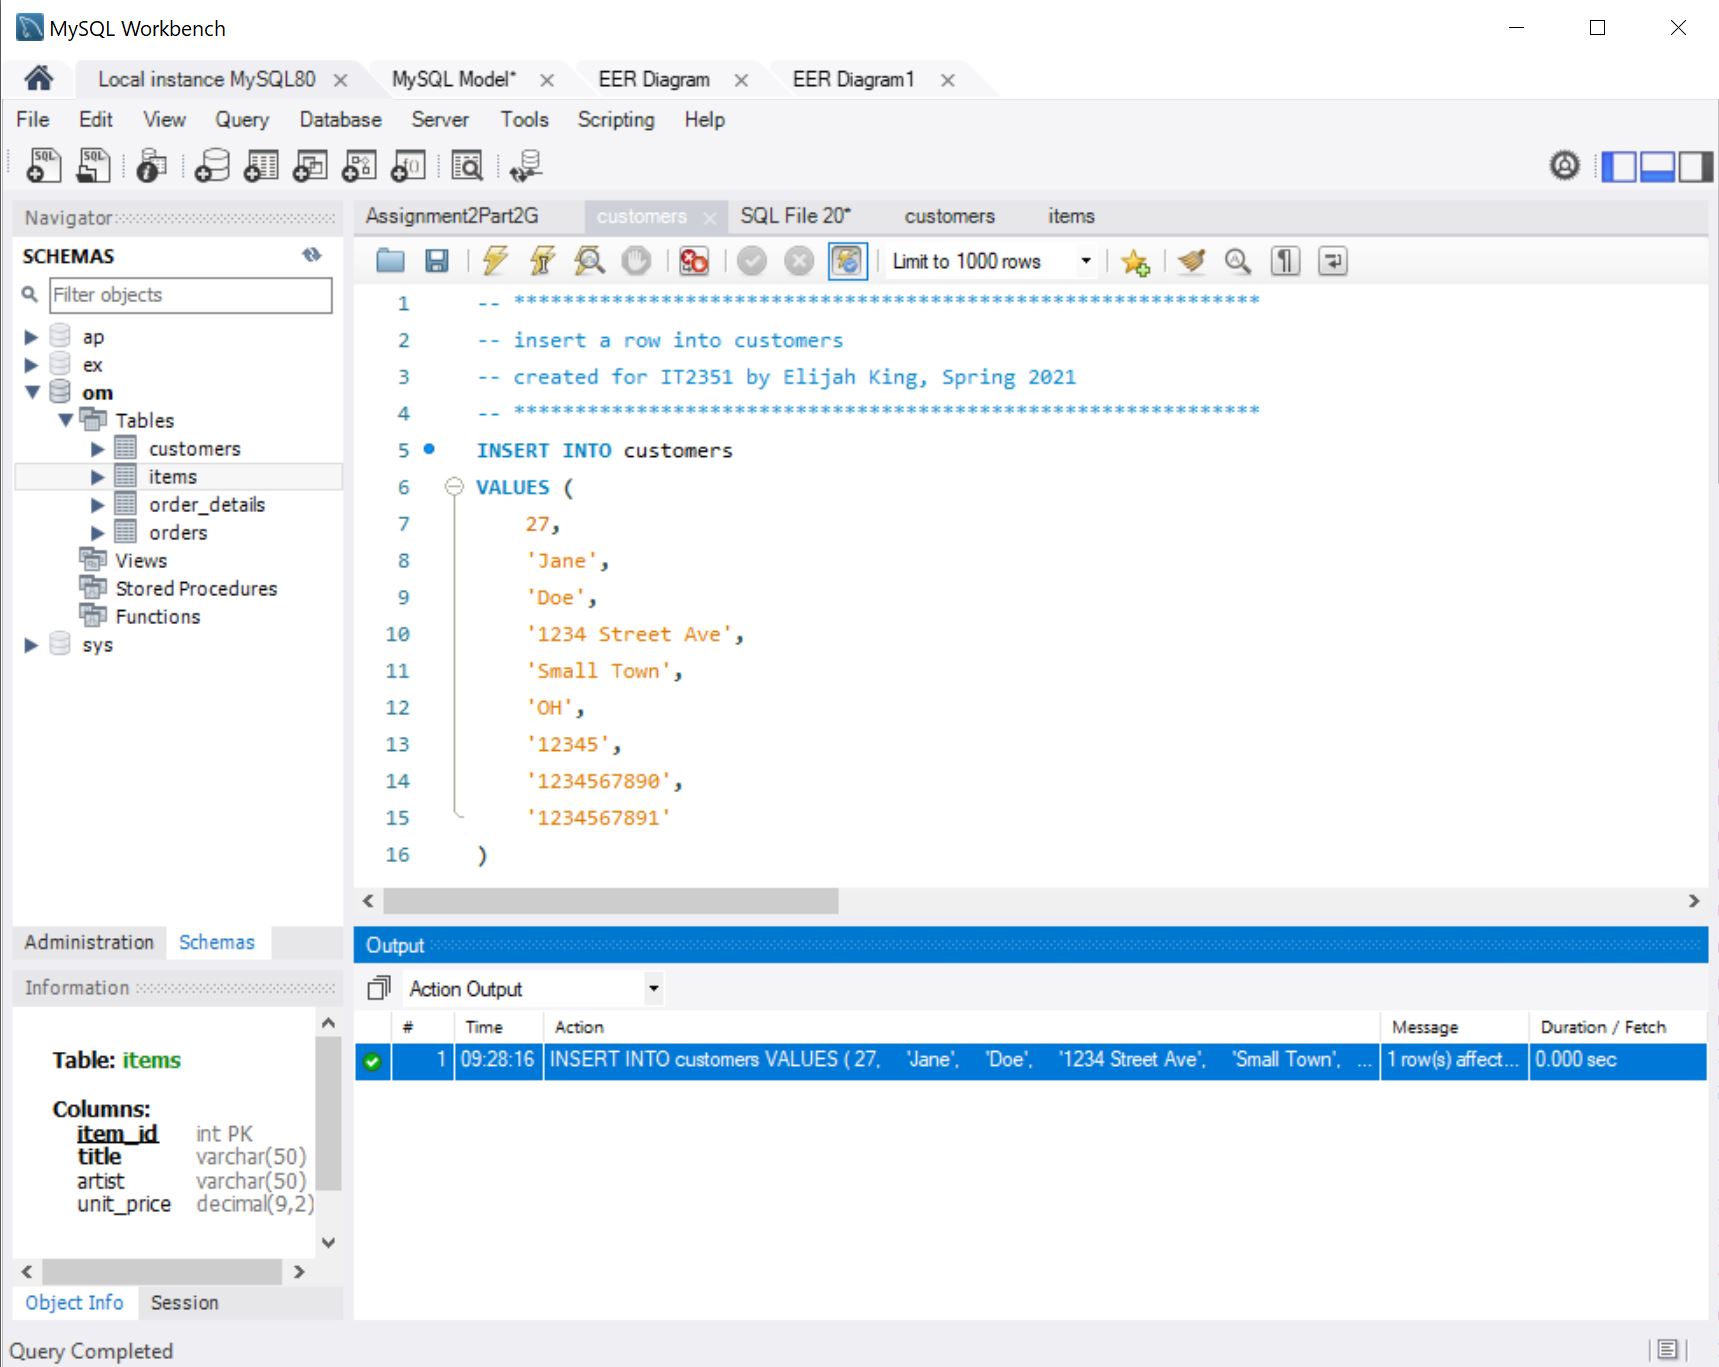 MySQL Workbench
Local instance MySQL80
MySQL Model*
EER Diagram
EER Diagram1
File Edit View Query Database Server Tools Scripting Help
Navigator
SCHEMAS
Filter objects
ap
ex
om
Tables
customers
items
order_details
orders
Views
Stored Procedures
Functions
sys
Administration Schemas
Information
Table: items
Columns:
item_id int PK
title varchar(50)
artist varchar(50)
unit_price decimal(9,2)
Object Info Session
Assignment2Part2G customers SQL File 20* customers items
Limit to 1000 rows
1 -- *************************************************************
2 -- insert a row into customers
3 -- created for IT2351 by Elijah King, Spring 2021
4 -- *************************************************************
5 INSERT INTO customers
6 VALUES (
7 27,
8 'Jane',
9 'Doe',
10 '1234 Street Ave',
11 'Small Town',
12 'OH',
13 '12345',
14 '1234567890',
15 '1234567891'
16 )
Output
Action Output
# Time Action Message Duration / Fetch
1 09:28:16 INSERT INTO customers VALUES ( 27, 'Jane', 'Doe', '1234 Street Ave', 'Small Town', ... 1 row(s) affect... 0.000 sec
Query Completed